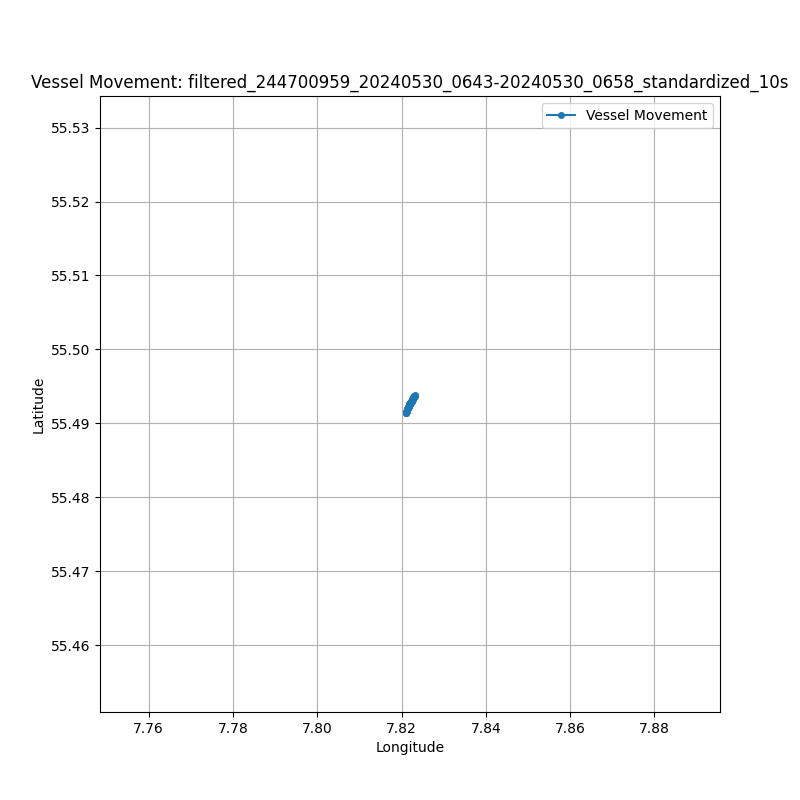 Vessel Movement: filtered_244700959_20240530_0643-20240530_0658_standardized_10s
Vessel Movement
55.53
55.52
55.51
55.50
55.49
55.48
55.47
55.46
Latitude
7.76 7.78 7.80 7.82 7.84 7.86 7.88
Longitude